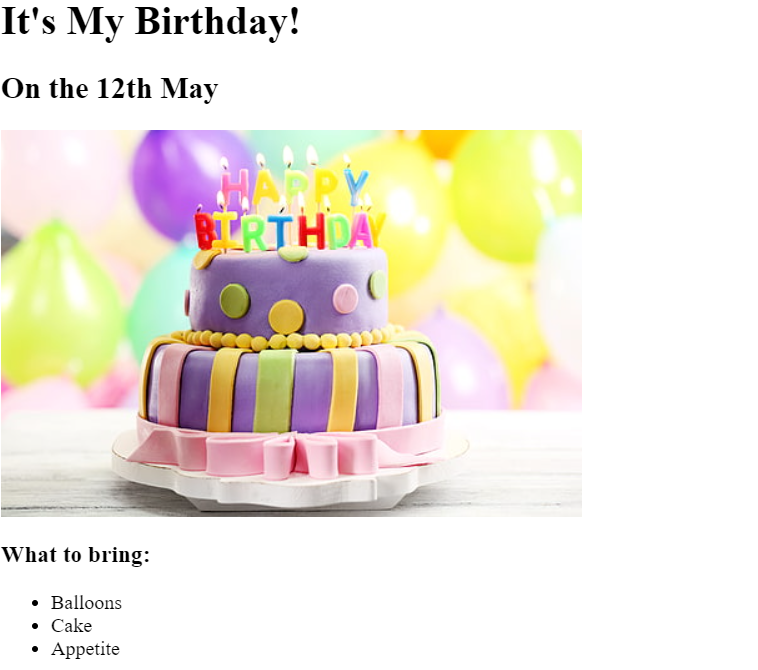 It's My Birthday!
On the 12th May
HAPPY
BIRTHDAY
What to bring:
Balloons
Cake
Appetite